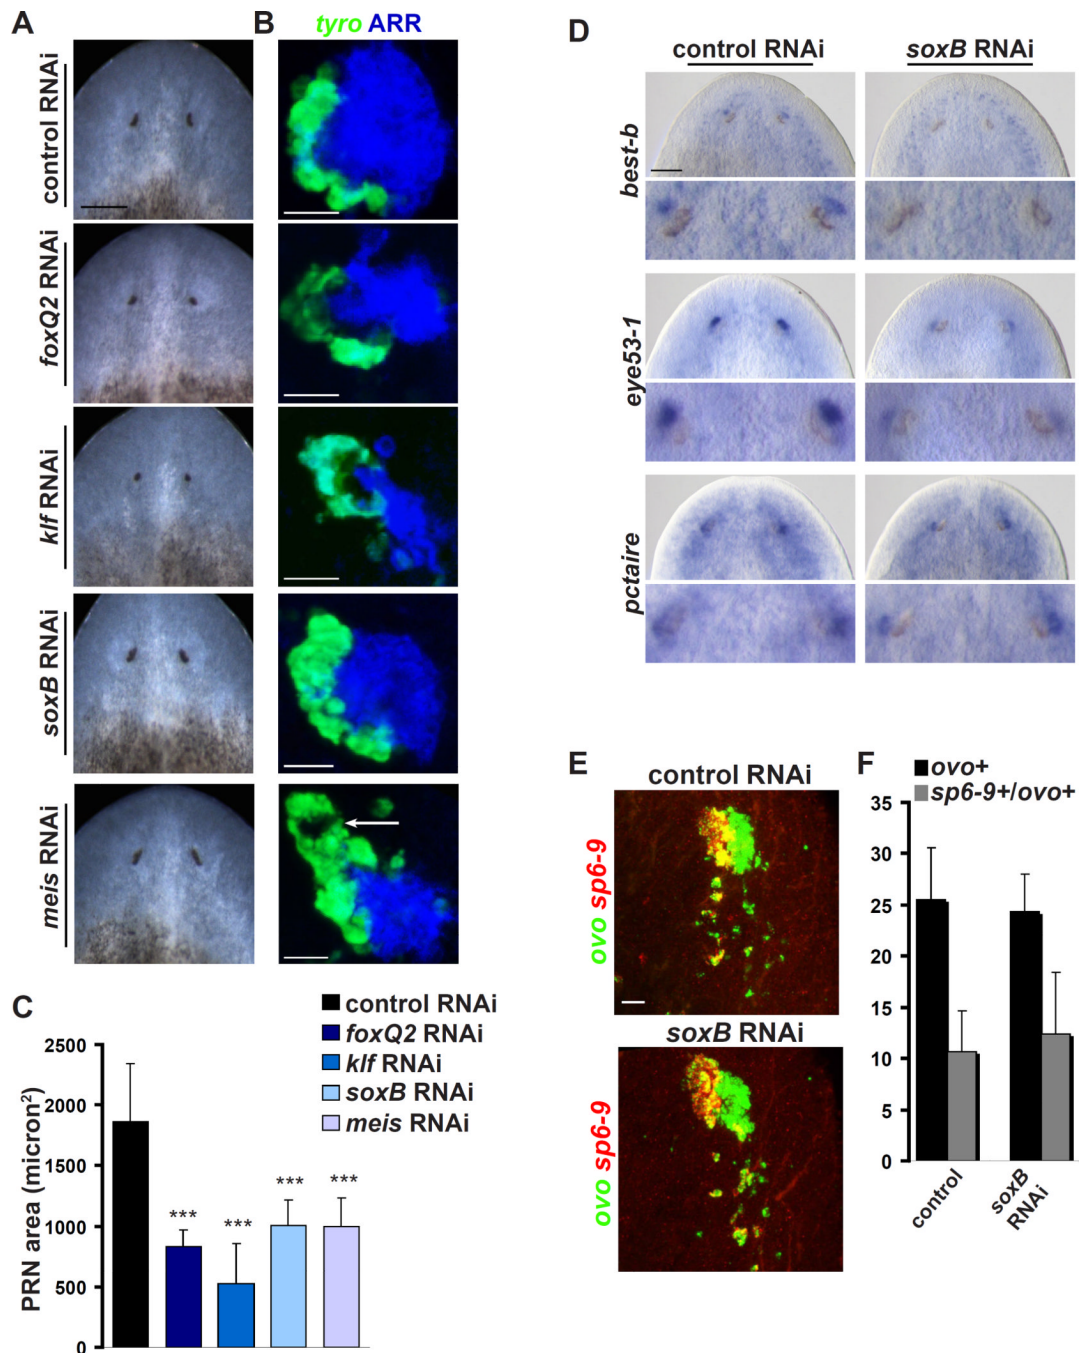 A
B
tyro ARR
control RNAi
foxQ2 RNAi
klf RNAi
soxB RNAi
meis RNAi
C
control RNAi
foxQ2 RNAi
klf RNAi
soxB RNAi
meis RNAi
PRN area (micron²)
2500
2000
1500
1000
500
0
***
***
***
***
D
control RNAi
soxB RNAi
best-b
eye53-1
pctaire
E
control RNAi
ovo sp6-9
soxB RNAi
ovo sp6-9
F
ovo+
sp6-9+/ovo+
35
30
25
20
15
10
5
0
control
soxB
RNAi